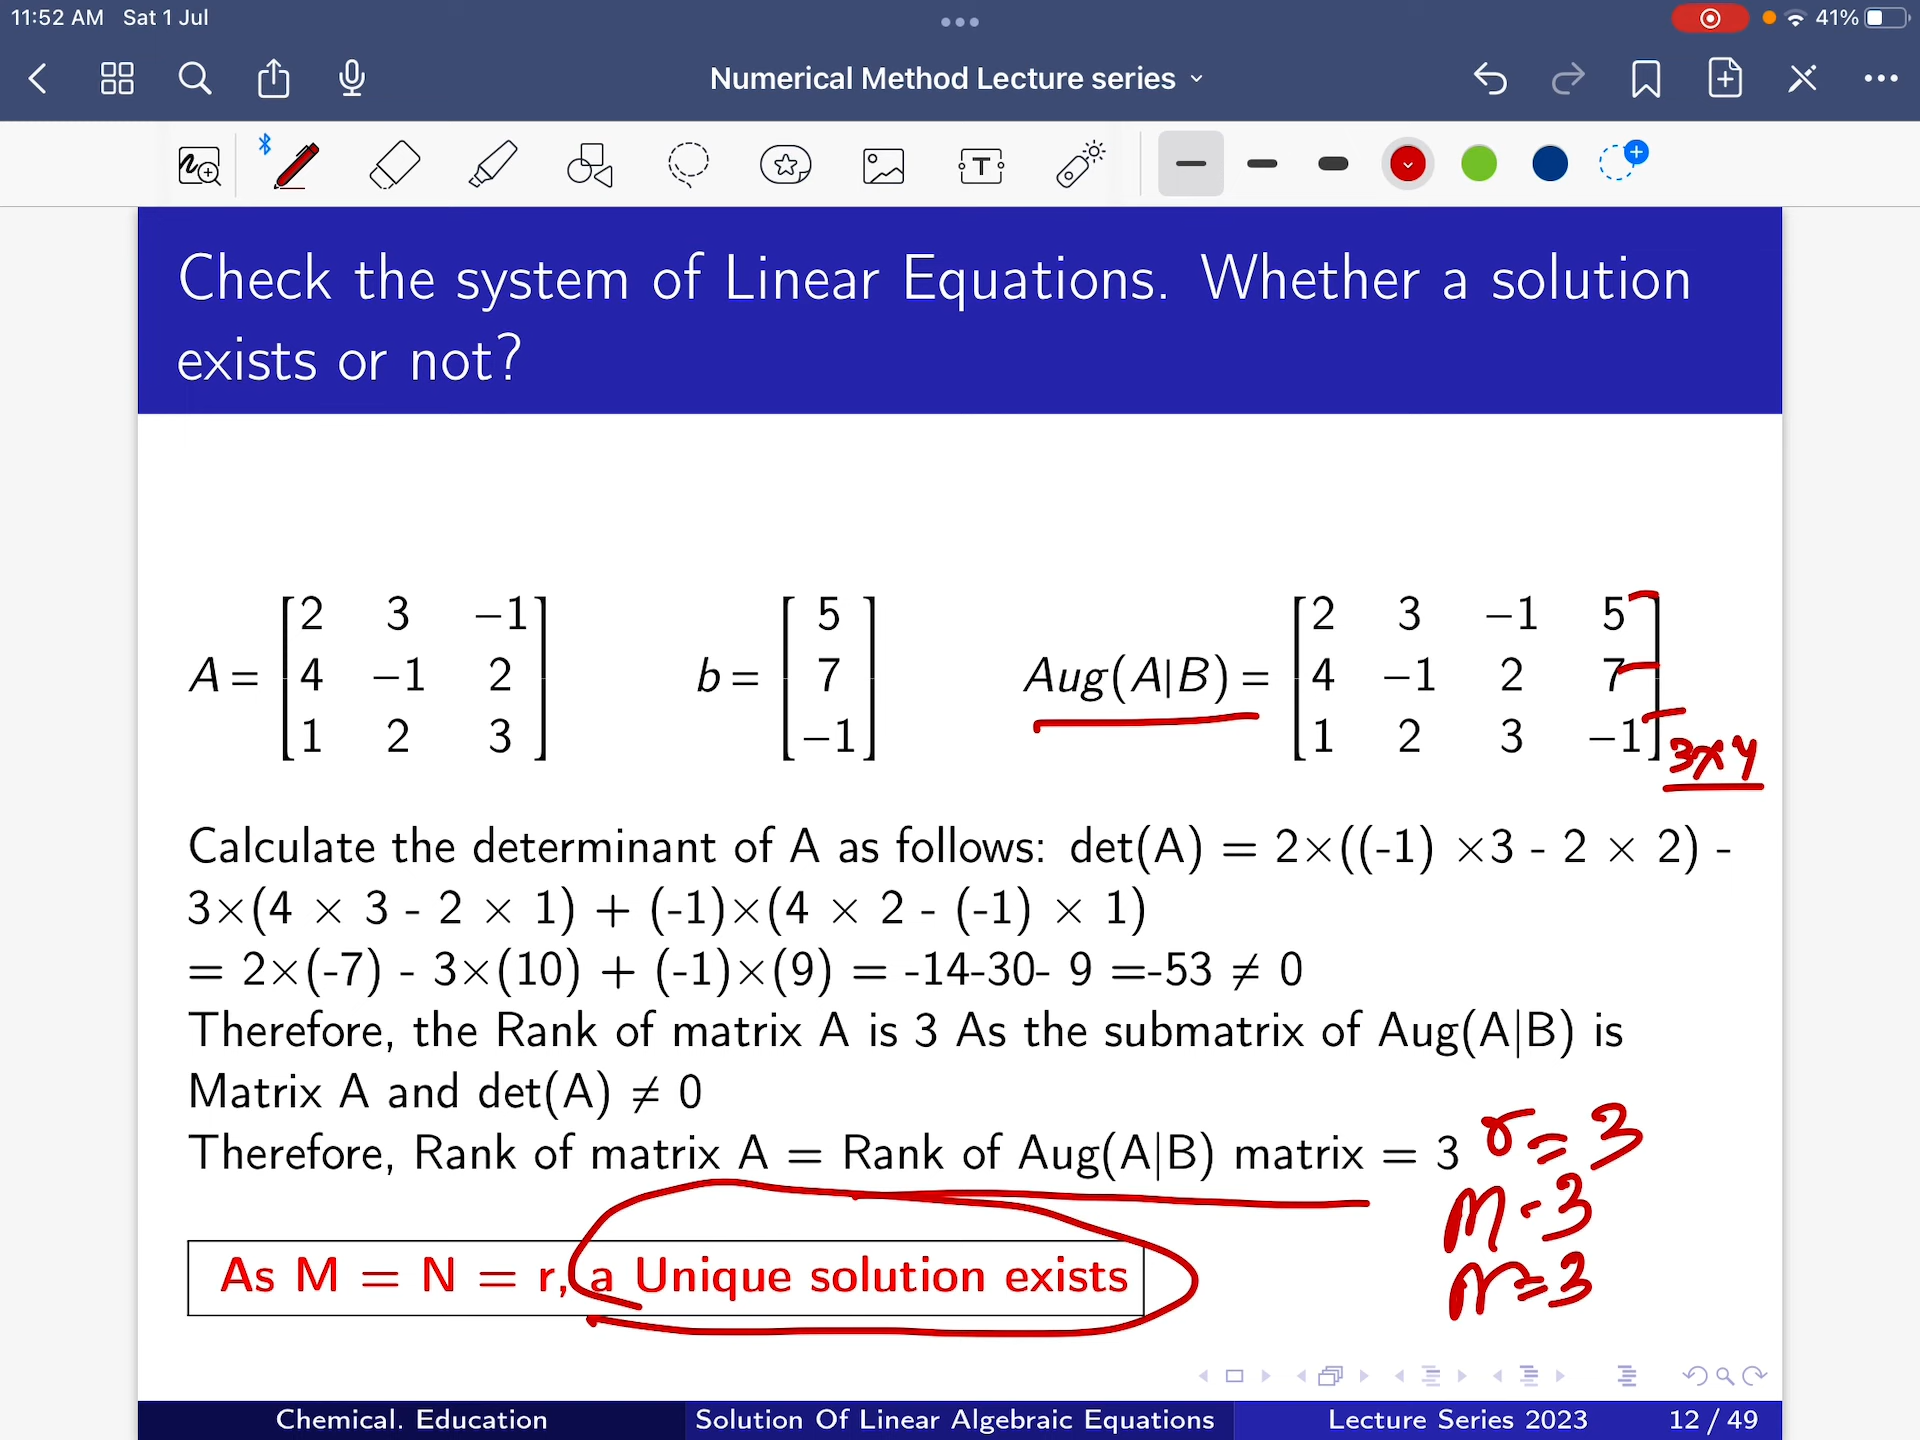 11:52 AM Sat 1 Jul
41%
Numerical Method Lecture series
Check the system of Linear Equations. Whether a solution
exists or not?
A = [2 3 −1
4 −1 2
1 2 3]
b = [5
7
−1]
Aug(A|B) = [2 3 −1 5
4 −1 2 7
1 2 3 −1]
3×4
Calculate the determinant of A as follows: det(A) = 2×((-1) ×3 - 2 × 2) -
3×(4 × 3 - 2 × 1) + (-1)×(4 × 2 - (-1) × 1)
= 2×(-7) - 3×(10) + (-1)×(9) = -14-30- 9 =-53 ≠ 0
Therefore, the Rank of matrix A is 3 As the submatrix of Aug(A|B) is
Matrix A and det(A) ≠ 0
Therefore, Rank of matrix A = Rank of Aug(A|B) matrix = 3
r = 3
M = 3
n = 3
As M = N = r, a Unique solution exists
Chemical. Education
Solution Of Linear Algebraic Equations
Lecture Series 2023
12 / 49